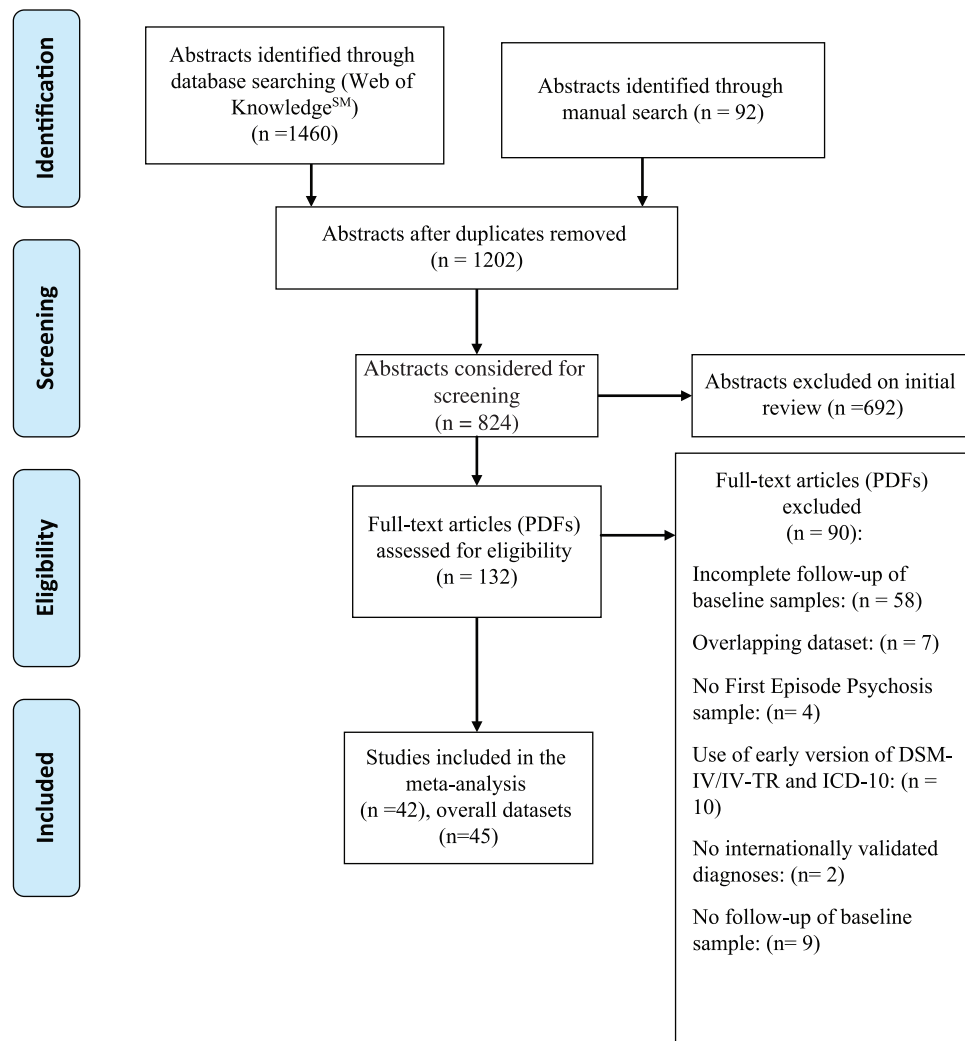 Identification
Abstracts identified through
database searching (Web of
Knowledge℠)
(n =1460)
Abstracts identified through
manual search (n = 92)
Abstracts after duplicates removed
(n = 1202)
Screening
Abstracts considered for
screening
(n = 824)
Abstracts excluded on initial
review (n =692)
Eligibility
Full-text articles (PDFs)
assessed for eligibility
(n = 132)
Full-text articles (PDFs)
excluded
(n = 90):
Incomplete follow-up of
baseline samples: (n = 58)
Overlapping dataset: (n = 7)
No First Episode Psychosis
sample: (n= 4)
Use of early version of DSM-
IV/IV-TR and ICD-10: (n =
10)
No internationally validated
diagnoses: (n= 2)
No follow-up of baseline
sample: (n= 9)
Included
Studies included in the
meta-analysis
(n =42), overall datasets
(n=45)